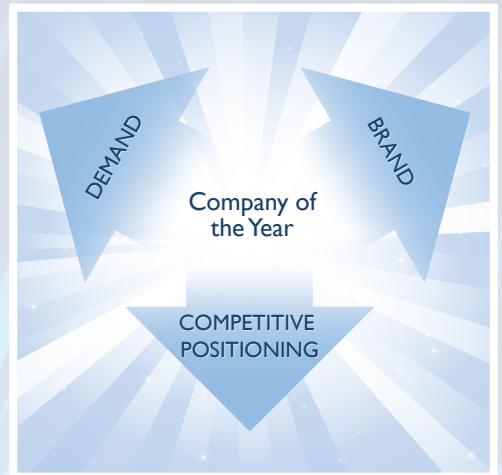 DEMAND
BRAND
Company of
the Year
COMPETITIVE
POSITIONING